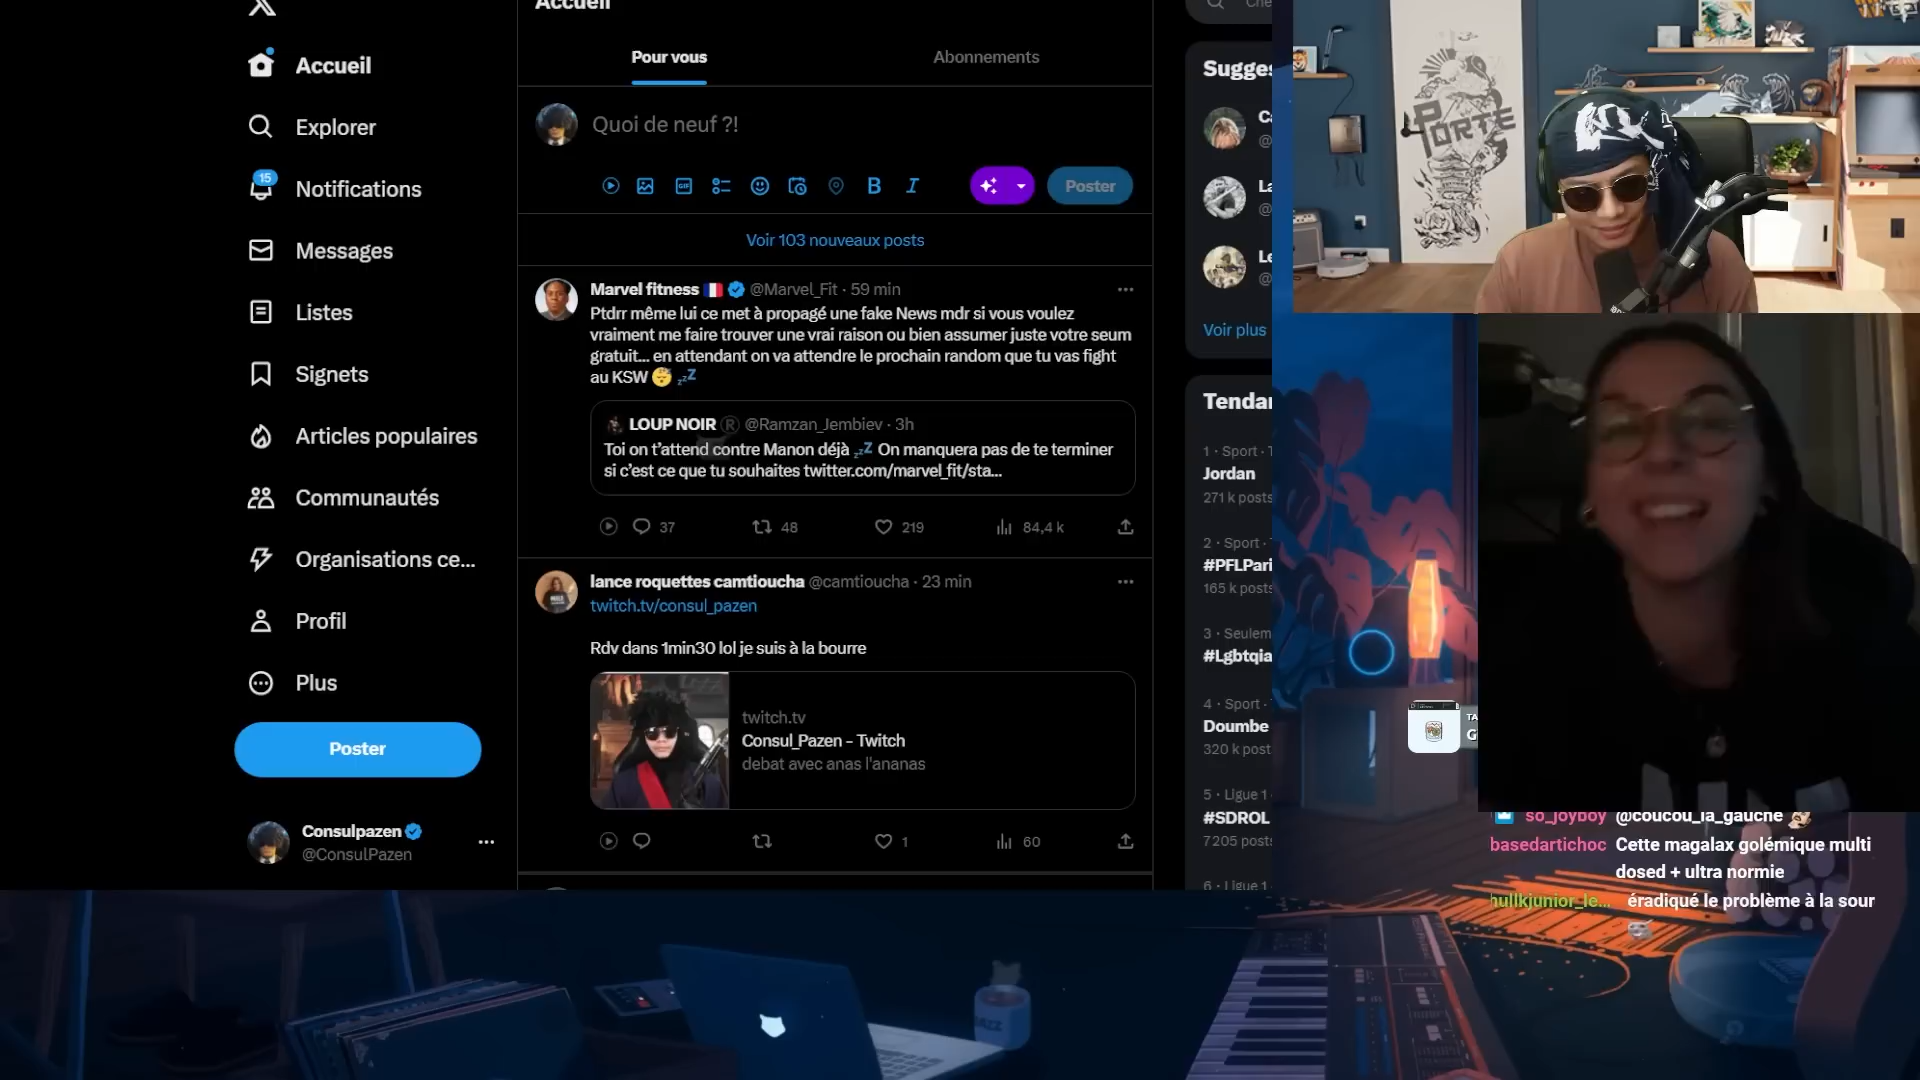 Accueil
Explorer
15
Notifications
Messages
Listes
Signets
Articles populaires
Communautés
Organisations ce...
Profil
Plus
Poster
Consulpazen
@ConsulPazen
Accueil
Pour vous
Abonnements
Quoi de neuf ?!
GIF
B I
Poster
Voir 103 nouveaux posts
Marvel fitness 🇫🇷 @Marvel_Fit · 59 min
Ptdrr même lui ce met à propagé une fake News mdr si vous voulez
vraiment me faire trouver une vrai raison ou bien assumer juste votre seum
gratuit... en attendant on va attendre le prochain random que tu vas fight
au KSW 😴 💤
LOUP NOIR ® @Ramzan_Jembiev · 3h
Toi on t’attend contre Manon déjà 💤 On manquera pas de te terminer
si c’est ce que tu souhaites twitter.com/marvel_fit/sta...
37
48
219
84,4 k
lance roquettes camtioucha @camtioucha · 23 min
twitch.tv/consul_pazen
Rdv dans 1min30 lol je suis à la bourre
twitch.tv
Consul_Pazen - Twitch
debat avec anas l'ananas
1
60
Voir plus
1 · Sport ·
Jordan
271 k posts
2 · Sport ·
#PFLPari
165 k posts
3 ·
#Lgbtqia
4 · Sport ·
Doumbe
320 k post
5 · Ligue 1 ·
#SDROL
7 205 posts
6 · Ligue 1
PORTE
so_joyboy @coucou_la_gauche
basedartichoc Cette magalax golémique multi
dosed + ultra normie
éradiqué le problème à la sour